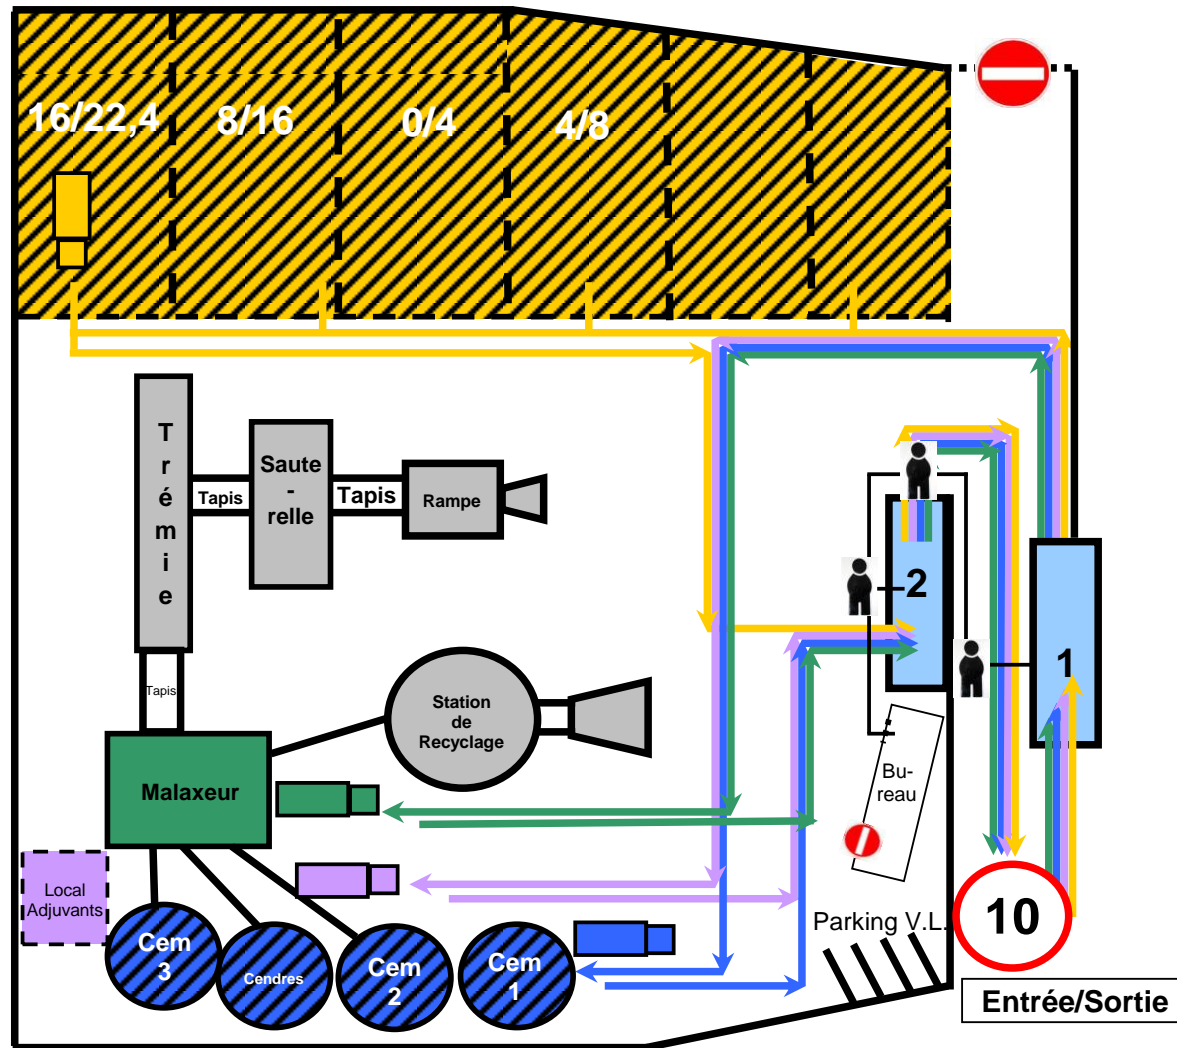 16/22,4
8/16
0/4
4/8
T
r
é
m
i
e
Tapis
Saute
-
relle
Tapis
Rampe
2
1
Tapis
Station
de
Recyclage
Malaxeur
Bu-
reau
Local
Adjuvants
Cem
3
Cendres
Cem
2
Cem
1
Parking V.L.
10
Entrée/Sortie